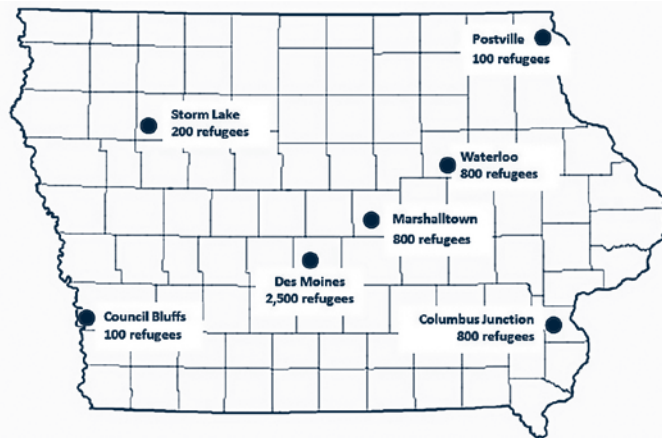 Postville
100 refugees
Storm Lake
200 refugees
Waterloo
800 refugees
Marshalltown
800 refugees
Des Moines
2,500 refugees
Council Bluffs
100 refugees
Columbus Junction
800 refugees